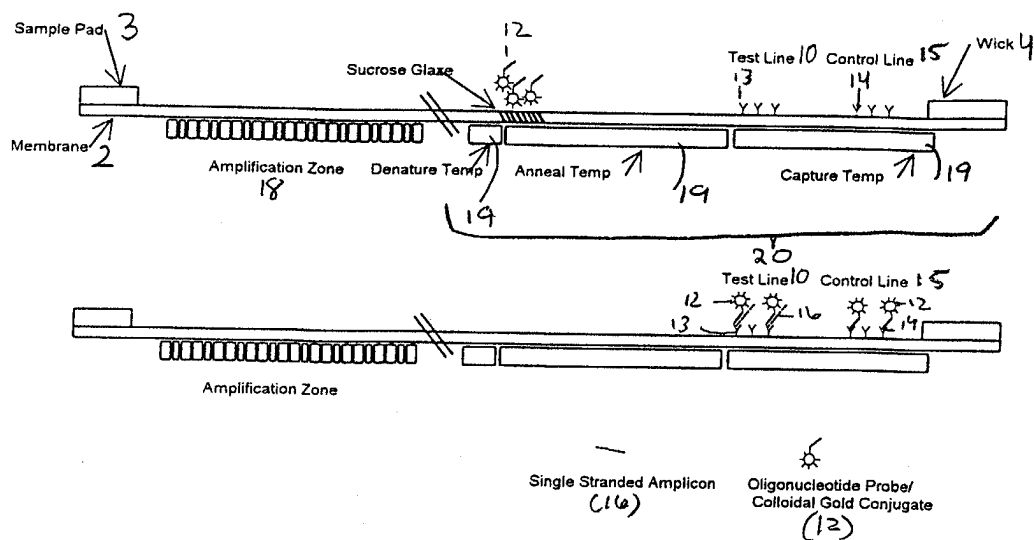 Sample Pad 3
12
Sucrose Glaxe
Test Line 10 Control Line 15
13 14
Wick 4
Membrane 2
Amplification Zone
18
Denature Temp
Anneal Temp
Capture Temp
19
19
19
20
Test Line 10 Control Line 15
12
16
13
12
14
Amplification Zone
Single Stranded Amplicon
(16)
Oligonucleotide Probe/
Colloidal Gold Conjugate
(12)